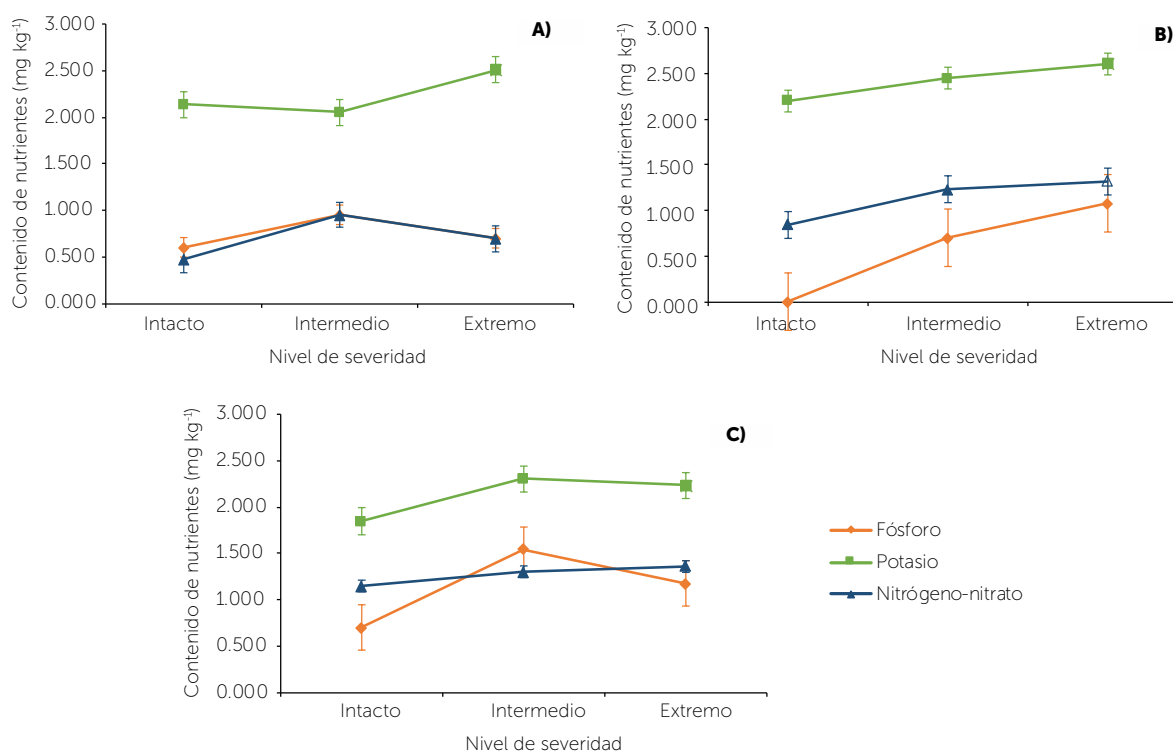 A)
Contenido de nutrientes (mg kg⁻¹)
3.000
2.500
2.000
1.500
1.000
0.500
0.000
Intacto Intermedio Extremo
Nivel de severidad
B)
Contenido de nutrientes (mg kg⁻¹)
3.000
2.500
2.000
1.500
1.000
0.500
0.000
Intacto Intermedio Extremo
Nivel de severidad
C)
Contenido de nutrientes (mg kg⁻¹)
3.000
2.500
2.000
1.500
1.000
0.500
0.000
Intacto Intermedio Extremo
Nivel de severidad
Fósforo
Potasio
Nitrógeno-nitrato